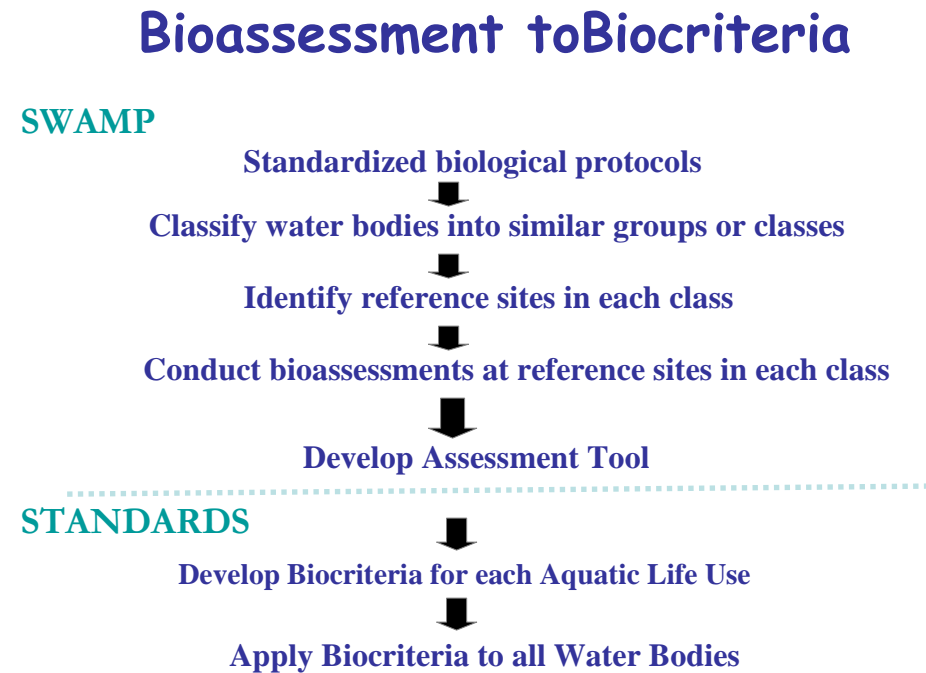 Bioassessment toBiocriteria
SWAMP
Standardized biological protocols
Classify water bodies into similar groups or classes
Identify reference sites in each class
Conduct bioassessments at reference sites in each class
Develop Assessment Tool
STANDARDS
Develop Biocriteria for each Aquatic Life Use
Apply Biocriteria to all Water Bodies